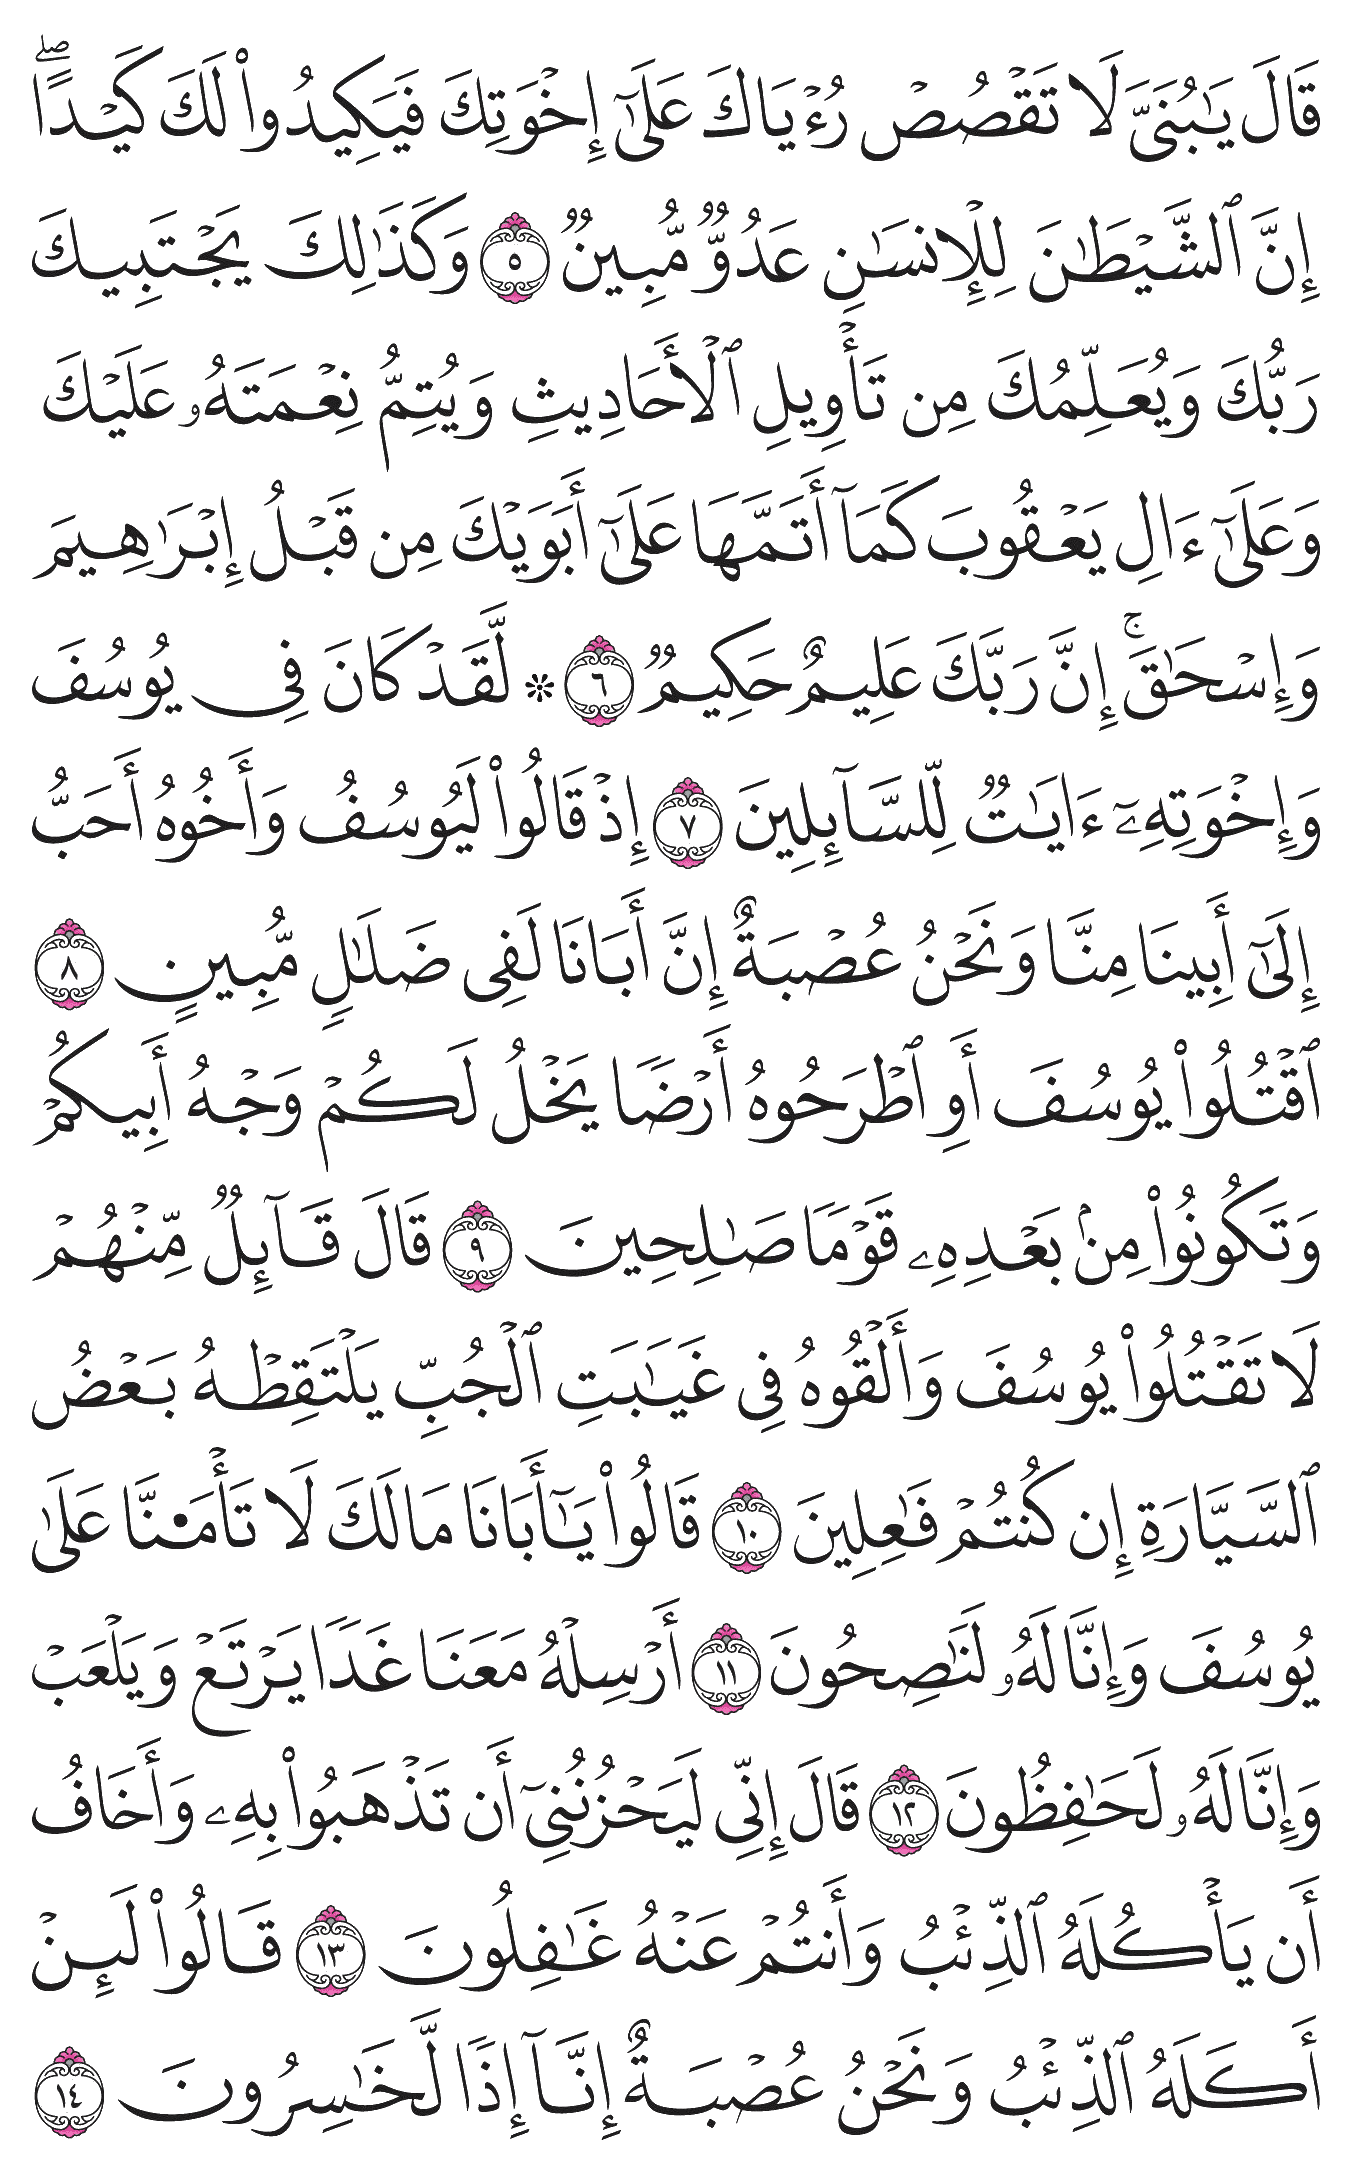 قَالَ يَٰبُنَىَّ لَا تَقۡصُصۡ رُءۡيَاكَ عَلَىٰٓ إِخۡوَتِكَ فَيَكِيدُواْ لَكَ كَيۡدًاۖ
إِنَّ ٱلشَّيۡطَٰنَ لِلۡإِنسَٰنِ عَدُوّٞ مُّبِينٞ ٥ وَكَذَٰلِكَ يَجۡتَبِيكَ
رَبُّكَ وَيُعَلِّمُكَ مِن تَأۡوِيلِ ٱلۡأَحَادِيثِ وَيُتِمُّ نِعۡمَتَهُۥ عَلَيۡكَ
وَعَلَىٰٓ ءَالِ يَعۡقُوبَ كَمَآ أَتَمَّهَا عَلَىٰٓ أَبَوَيۡكَ مِن قَبۡلُ إِبۡرَٰهِيمَ
وَإِسۡحَٰقَۚ إِنَّ رَبَّكَ عَلِيمٌ حَكِيمٞ ٦ ۞ لَّقَدۡ كَانَ فِي يُوسُفَ
وَإِخۡوَتِهِۦٓ ءَايَٰتٞ لِّلسَّآئِلِينَ ٧ إِذۡ قَالُواْ لَيُوسُفُ وَأَخُوهُ أَحَبُّ
إِلَىٰٓ أَبِينَا مِنَّا وَنَحۡنُ عُصۡبَةٌ إِنَّ أَبَانَا لَفِي ضَلَٰلٖ مُّبِينٍ ٨
ٱقۡتُلُواْ يُوسُفَ أَوِ ٱطۡرَحُوهُ أَرۡضٗا يَخۡلُ لَكُمۡ وَجۡهُ أَبِيكُمۡ
وَتَكُونُواْ مِنۢ بَعۡدِهِۦ قَوۡمٗا صَٰلِحِينَ ٩ قَالَ قَآئِلٞ مِّنۡهُمۡ
لَا تَقۡتُلُواْ يُوسُفَ وَأَلۡقُوهُ فِي غَيَٰبَتِ ٱلۡجُبِّ يَلۡتَقِطۡهُ بَعۡضُ
ٱلسَّيَّارَةِ إِن كُنتُمۡ فَٰعِلِينَ ١٠ قَالُواْ يَٰٓأَبَانَا مَا لَكَ لَا تَأۡمَ۬نَّا عَلَىٰ
يُوسُفَ وَإِنَّا لَهُۥ لَنَٰصِحُونَ ١١ أَرۡسِلۡهُ مَعَنَا غَدٗا يَرۡتَعۡ وَيَلۡعَبۡ
وَإِنَّا لَهُۥ لَحَٰفِظُونَ ١٢ قَالَ إِنِّي لَيَحۡزُنُنِيٓ أَن تَذۡهَبُواْ بِهِۦ وَأَخَافُ
أَن يَأۡكُلَهُ ٱلذِّئۡبُ وَأَنتُمۡ عَنۡهُ غَٰفِلُونَ ١٣ قَالُواْ لَئِنۡ
أَكَلَهُ ٱلذِّئۡبُ وَنَحۡنُ عُصۡبَةٌ إِنَّآ إِذٗا لَّخَٰسِرُونَ ١٤